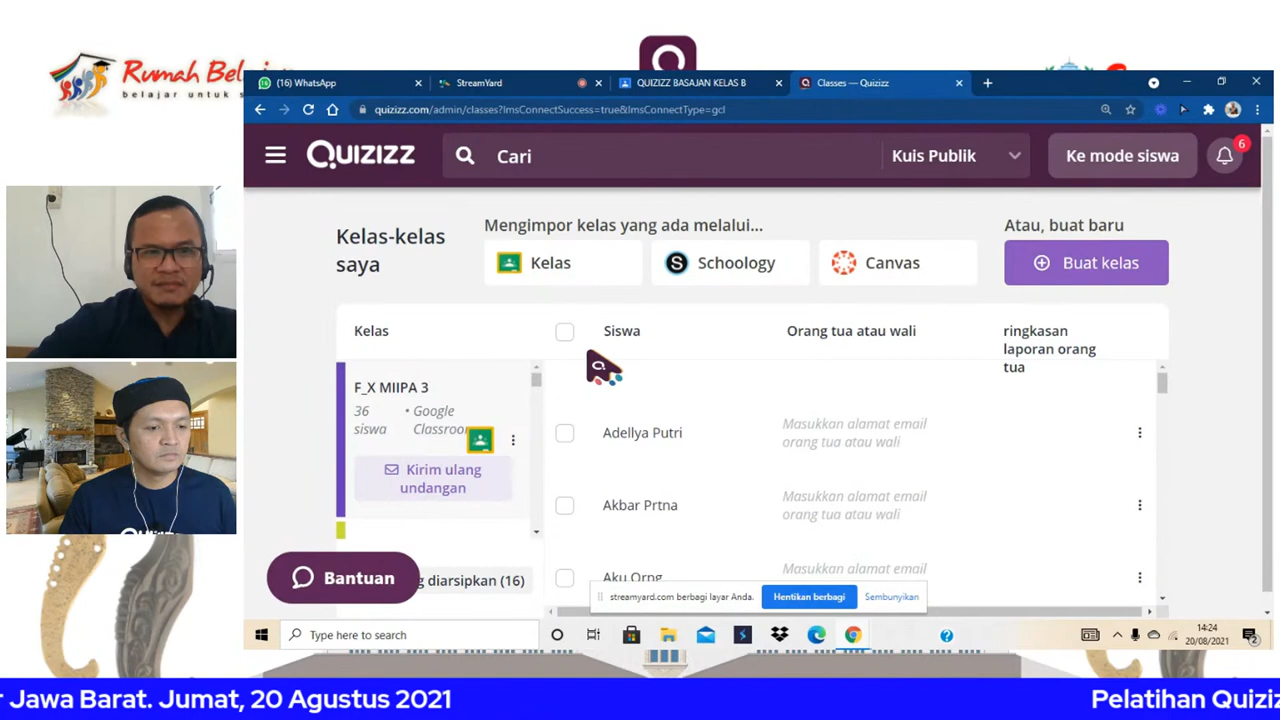 Rumah Bel
belajar untuk s
(16) WhatsApp
StreamYard
QUIZIZZ BASAJAN KELAS B
Classes — Quizizz
quizizz.com/admin/classes?lmsConnectSuccess=true&lmsConnectType=gcl
QUIZIZZ
Cari
Kuis Publik
Ke mode siswa
6
Kelas-kelas
saya
Mengimpor kelas yang ada melalui...
Atau, buat baru
Kelas
Schoology
Canvas
Buat kelas
Kelas
Siswa
Orang tua atau wali
ringkasan
laporan orang
tua
F_X MIIPA 3
36
siswa
• Google
Classroo
Kirim ulang
undangan
Adellya Putri
Masukkan alamat email
orang tua atau wali
Akbar Prtna
Masukkan alamat email
orang tua atau wali
Aku Orng
Masukkan alamat email
Bantuan
g diarsipkan (16)
streamyard.com berbagi layar Anda.
Hentikan berbagi
Sembunyikan
Type here to search
14:24
20/08/2021
2
r Jawa Barat. Jumat, 20 Agustus 2021
Pelatihan Quiziz